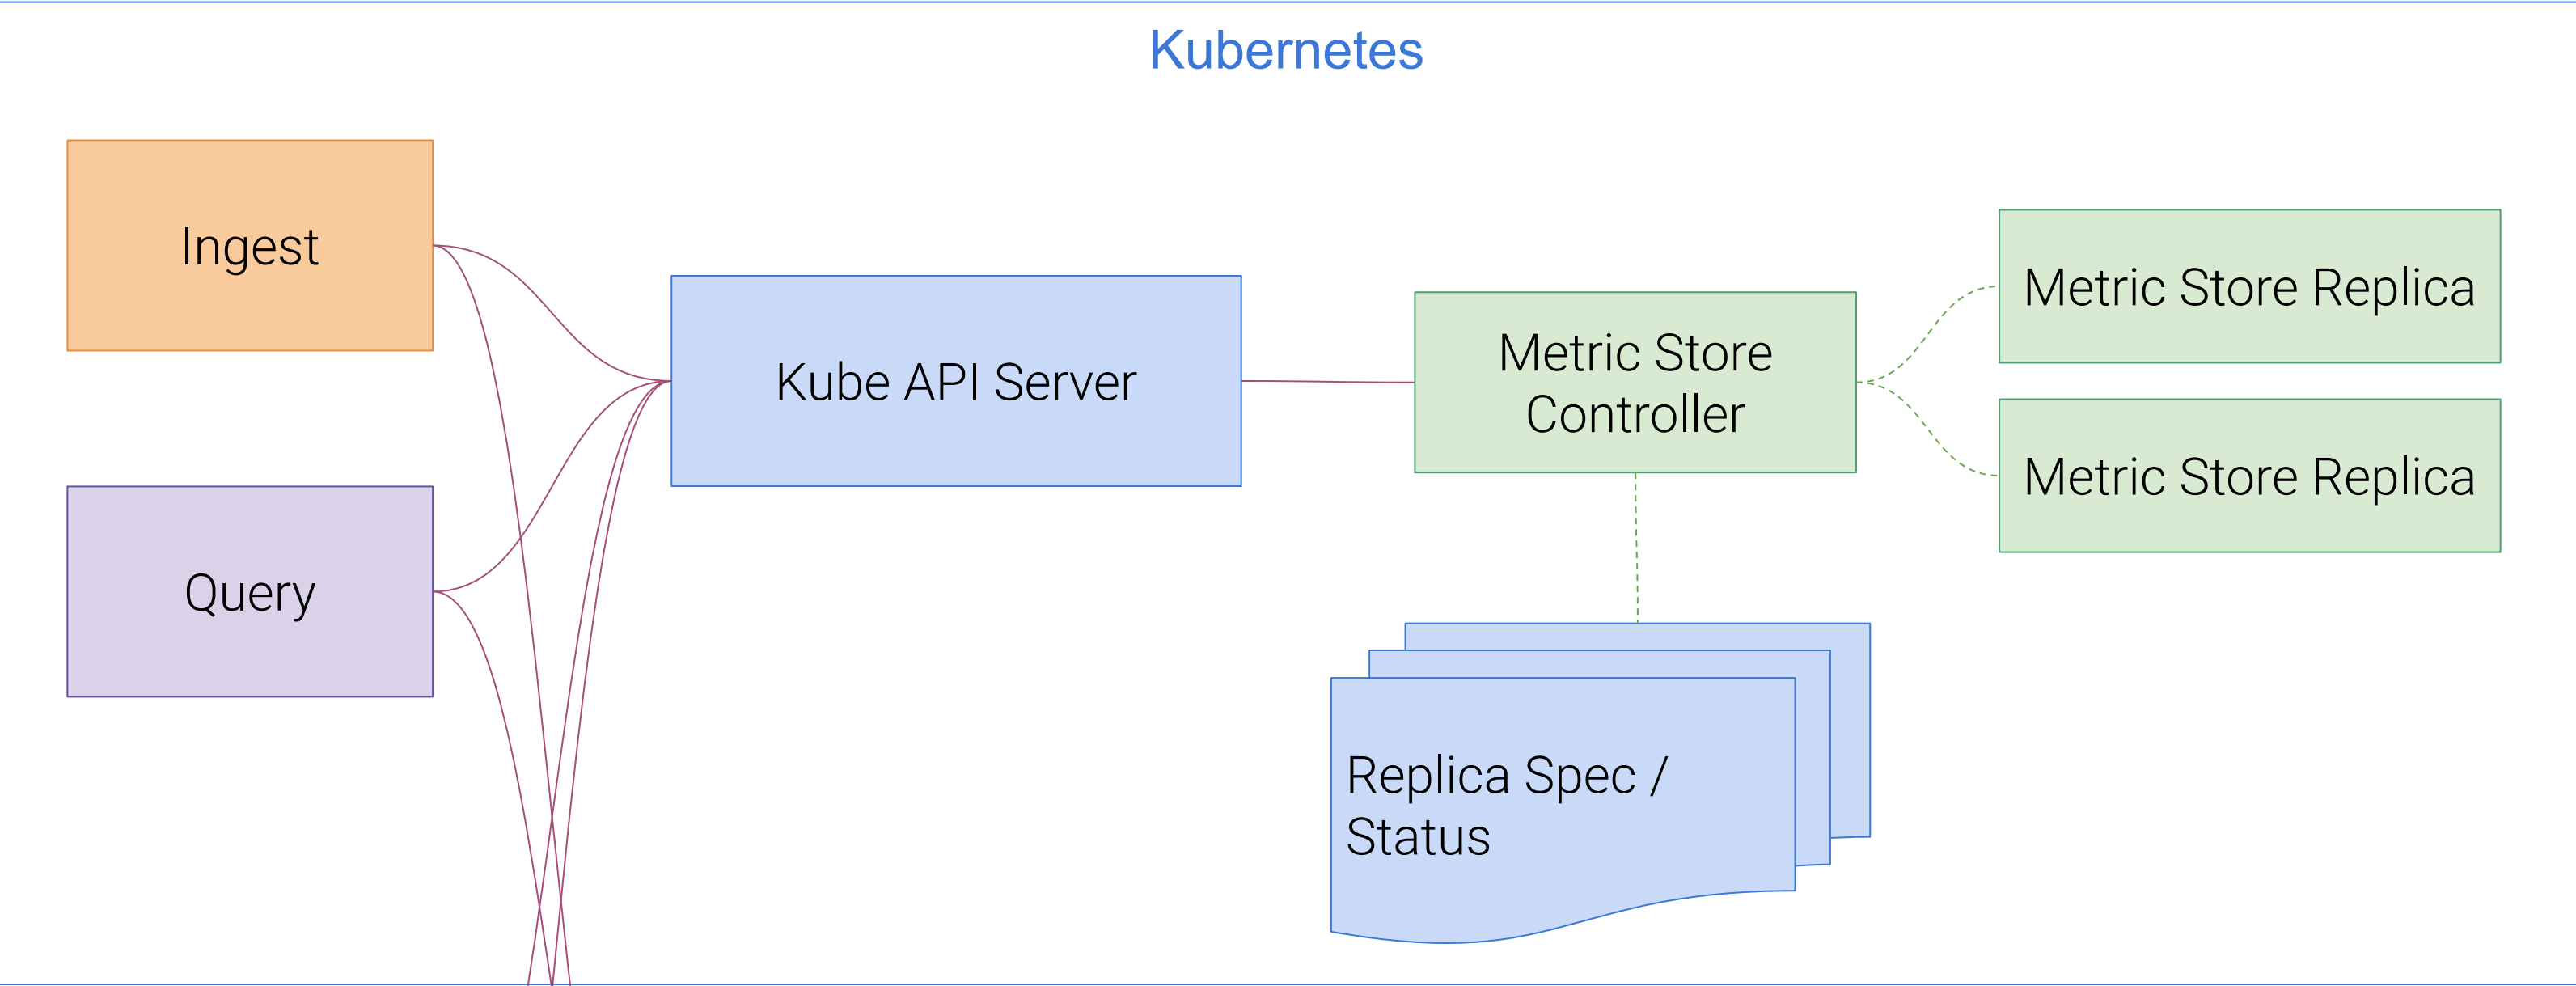 Kubernetes
Ingest
Query
Kube API Server
Metric Store
Controller
Metric Store Replica
Metric Store Replica
Replica Spec /
Status